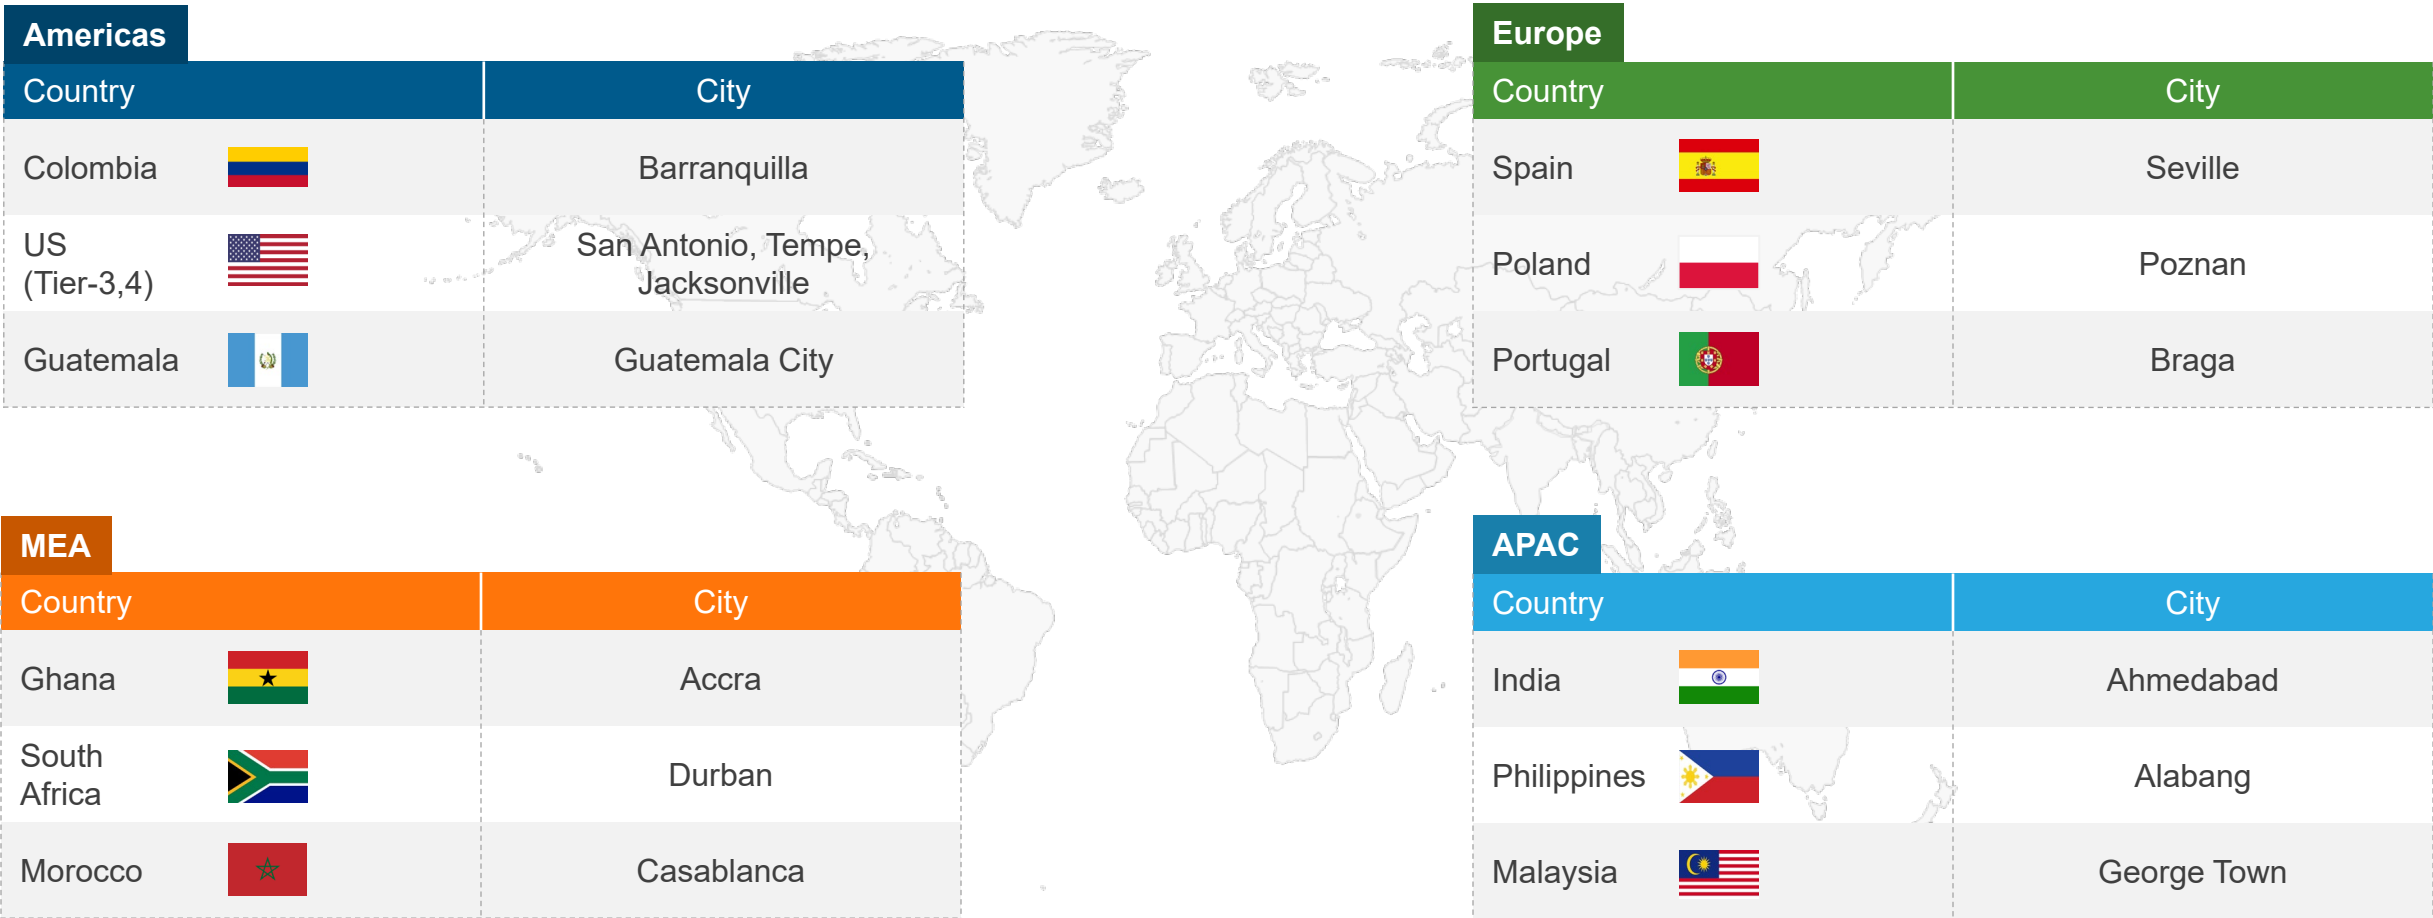 Americas
Country City
Colombia Barranquilla
US
(Tier-3,4)
San Antonio, Tempe,
Jacksonville
Guatemala Guatemala City
Europe
Country City
Spain Seville
Poland Poznan
Portugal Braga
MEA
Country City
Ghana Accra
South
Africa
Durban
Morocco Casablanca
APAC
Country City
India Ahmedabad
Philippines Alabang
Malaysia George Town